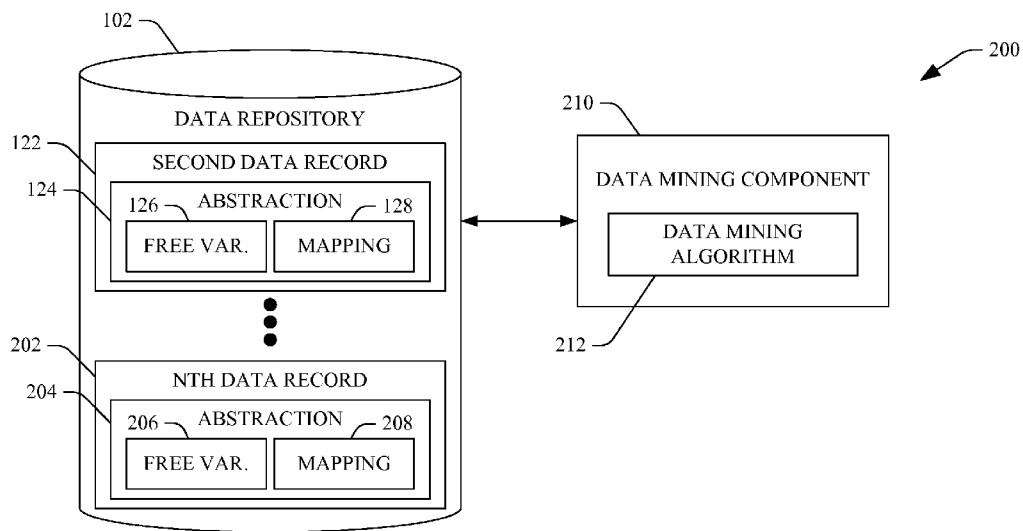 102
200
DATA REPOSITORY
122
SECOND DATA RECORD
124
ABSTRACTION
126
128
FREE VAR.
MAPPING
202
NTH DATA RECORD
204
ABSTRACTION
206
208
FREE VAR.
MAPPING
210
DATA MINING COMPONENT
DATA MINING
ALGORITHM
212